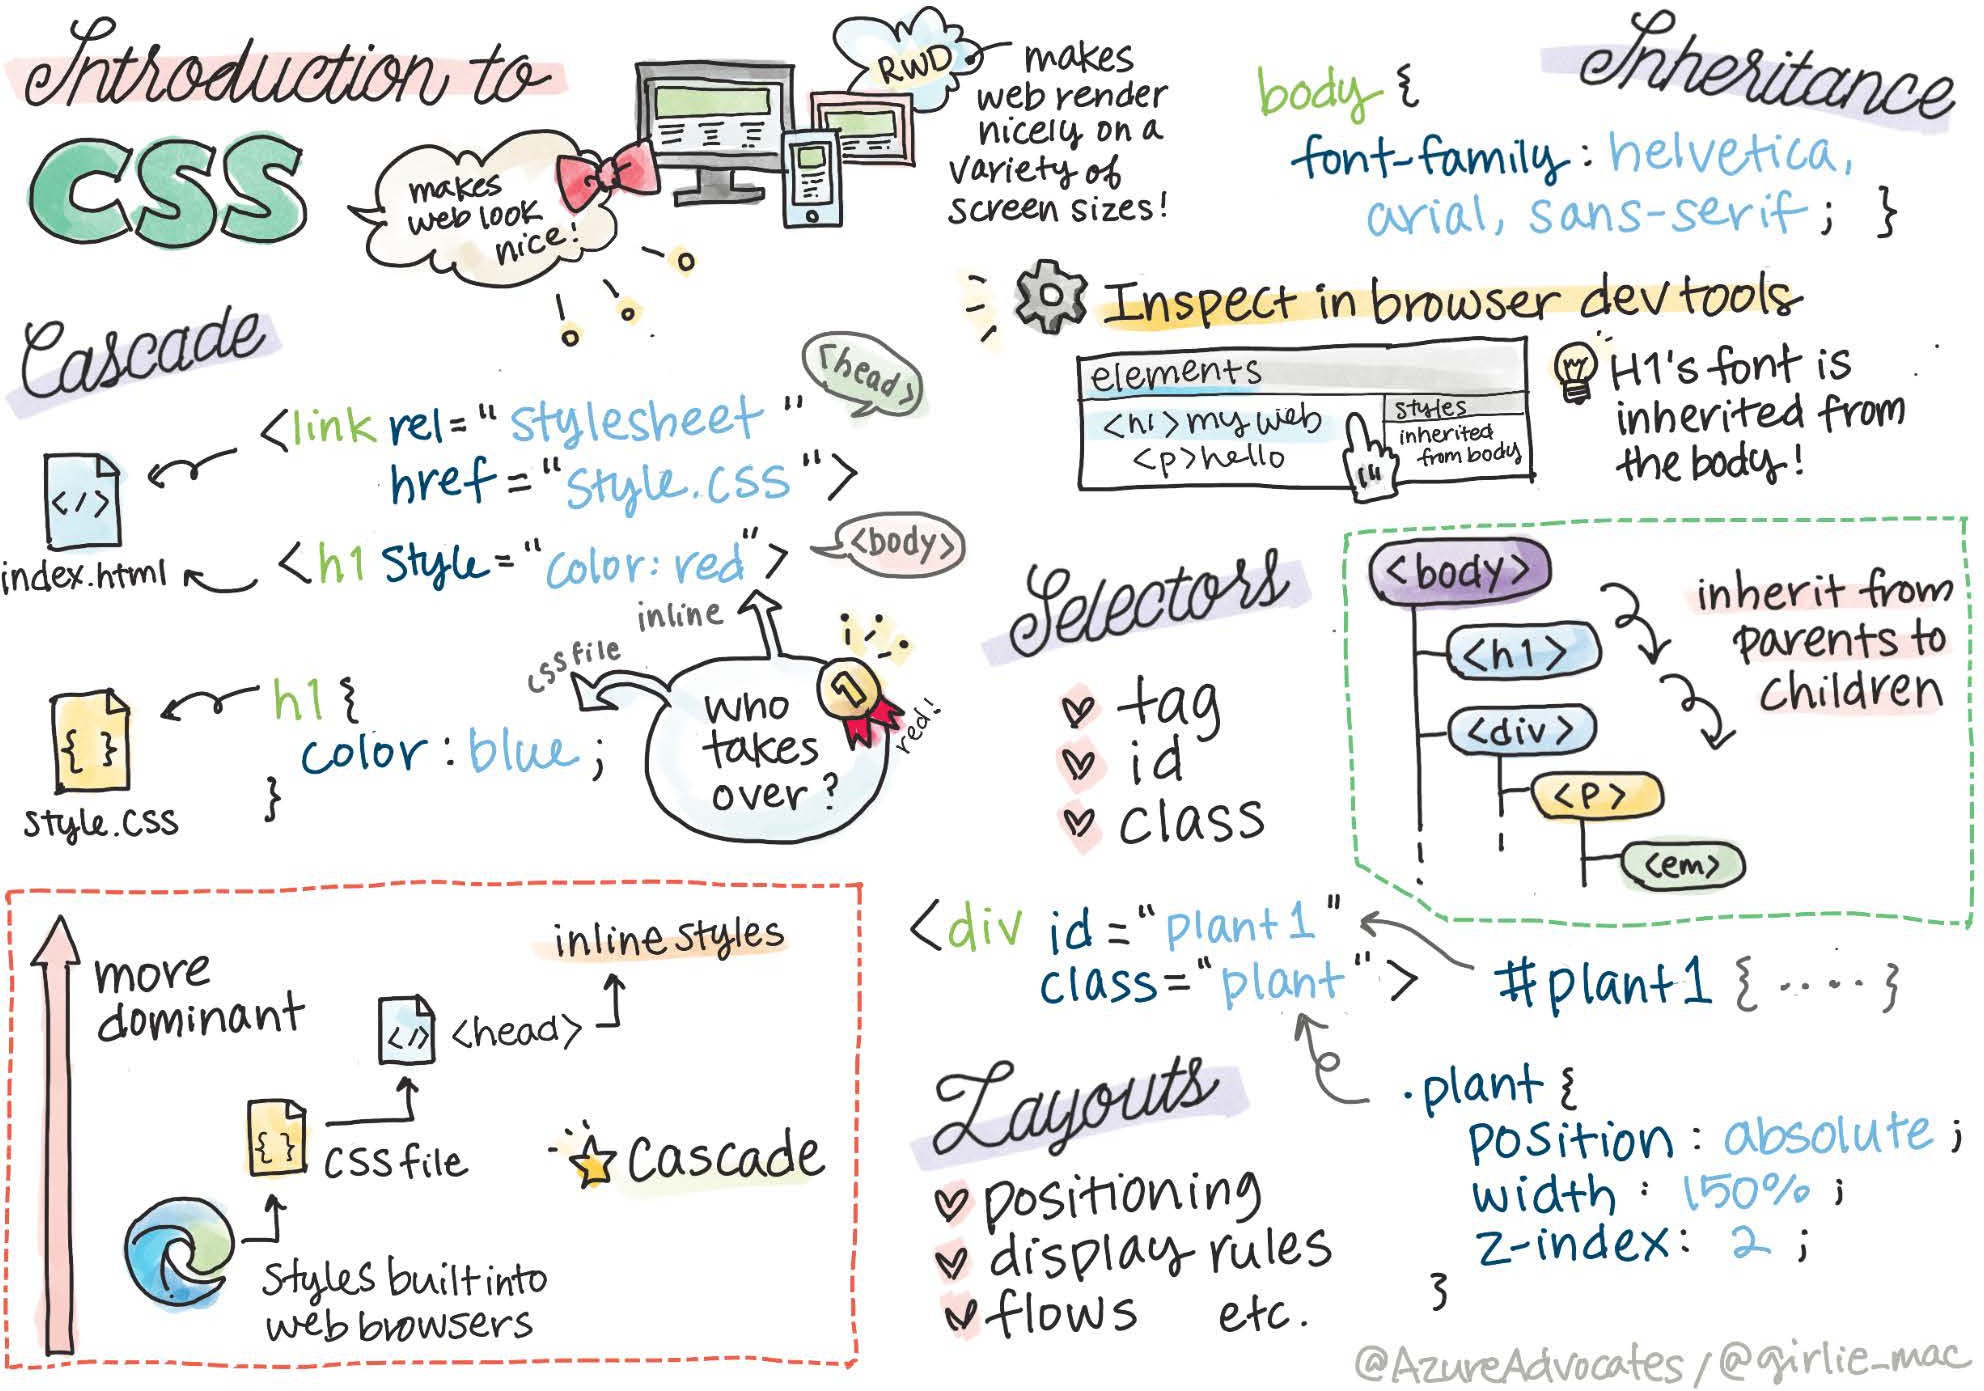 Introduction to
CSS
makes
web look
nice!
RWD
makes
web render
nicely on a
variety of
screen sizes!
Cascade
<head>
<link rel="stylesheet"
href="style.css">
</>
index.html
<h1 style="color: red">
<body>
inline
css file
h1 {
color: blue;
}
{ }
style.css
who
takes
over?
1
red!
more
dominant
inline styles
</>
<head>
{ }
CSS file
Cascade
styles built into
web browsers
Inheritance
body {
font-family: helvetica,
arial, sans-serif; }
Inspect in browser dev tools
elements
<h1> my web
<p> hello
styles
inherited
from body
H1's font is
inherited from
the body!
Selectors
tag
id
class
<body>
<h1>
<div>
<p>
<em>
inherit from
parents to
children
<div id="plant1"
class="plant">
#plant1 {.....}
.plant {
position: absolute;
width: 150%;
z-index: 2;
}
Layouts
positioning
display rules
flows etc.
@AzureAdvocates / @girlie_mac